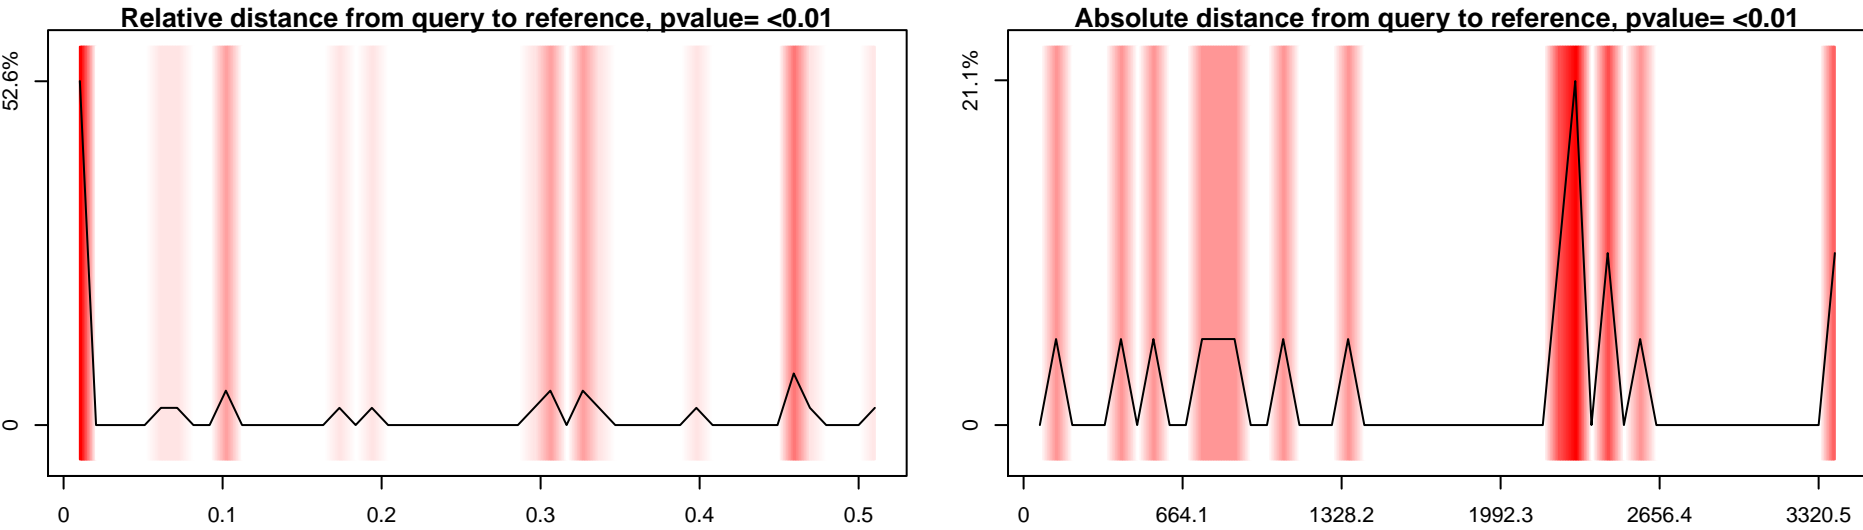 Relative distance from query to reference, pvalue= <0.01
52.6%
0
0 0.1 0.2 0.3 0.4 0.5
Absolute distance from query to reference, pvalue= <0.01
21.1%
0
0 664.1 1328.2 1992.3 2656.4 3320.5